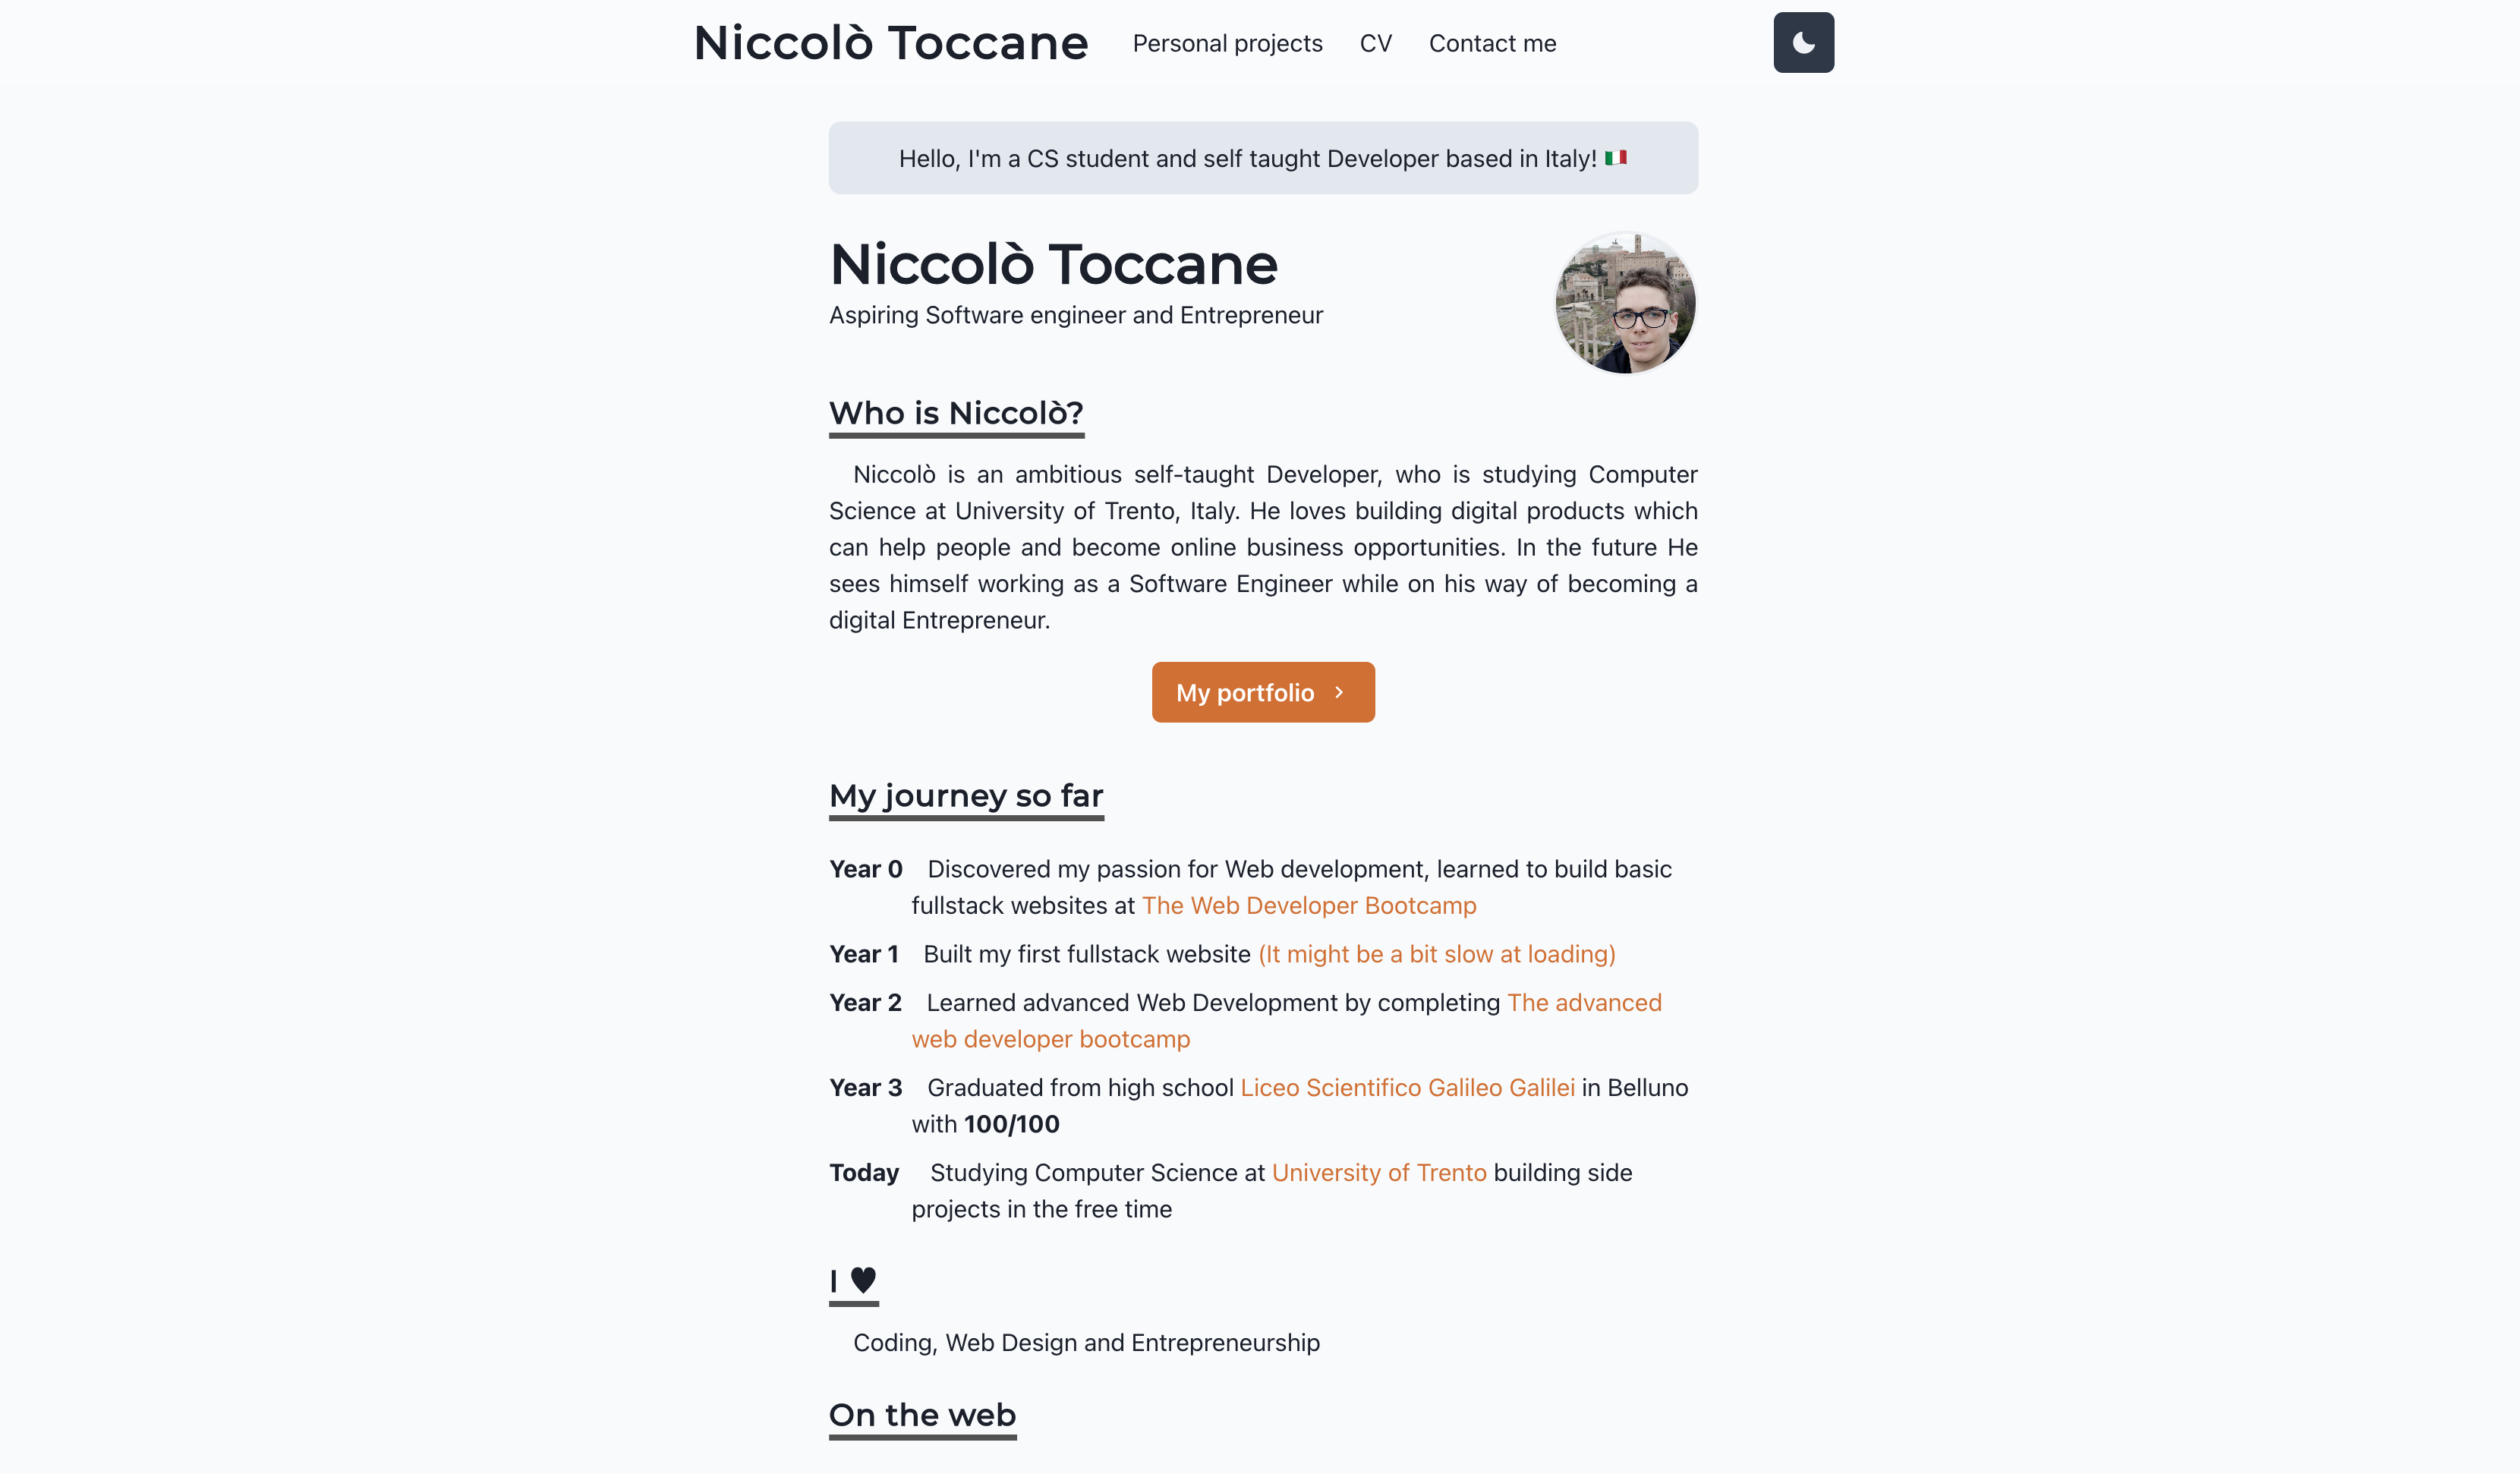 Niccolò Toccane Personal projects CV Contact me
Hello, I'm a CS student and self taught Developer based in Italy! 🇮🇹
Niccolò Toccane
Aspiring Software engineer and Entrepreneur
Who is Niccolò?
Niccolò is an ambitious self-taught Developer, who is studying Computer
Science at University of Trento, Italy. He loves building digital products which
can help people and become online business opportunities. In the future He
sees himself working as a Software Engineer while on his way of becoming a
digital Entrepreneur.
My portfolio >
My journey so far
Year 0 Discovered my passion for Web development, learned to build basic
fullstack websites at The Web Developer Bootcamp
Year 1 Built my first fullstack website (It might be a bit slow at loading)
Year 2 Learned advanced Web Development by completing The advanced
web developer bootcamp
Year 3 Graduated from high school Liceo Scientifico Galileo Galilei in Belluno
with 100/100
Today Studying Computer Science at University of Trento building side
projects in the free time
I ♥
Coding, Web Design and Entrepreneurship
On the web